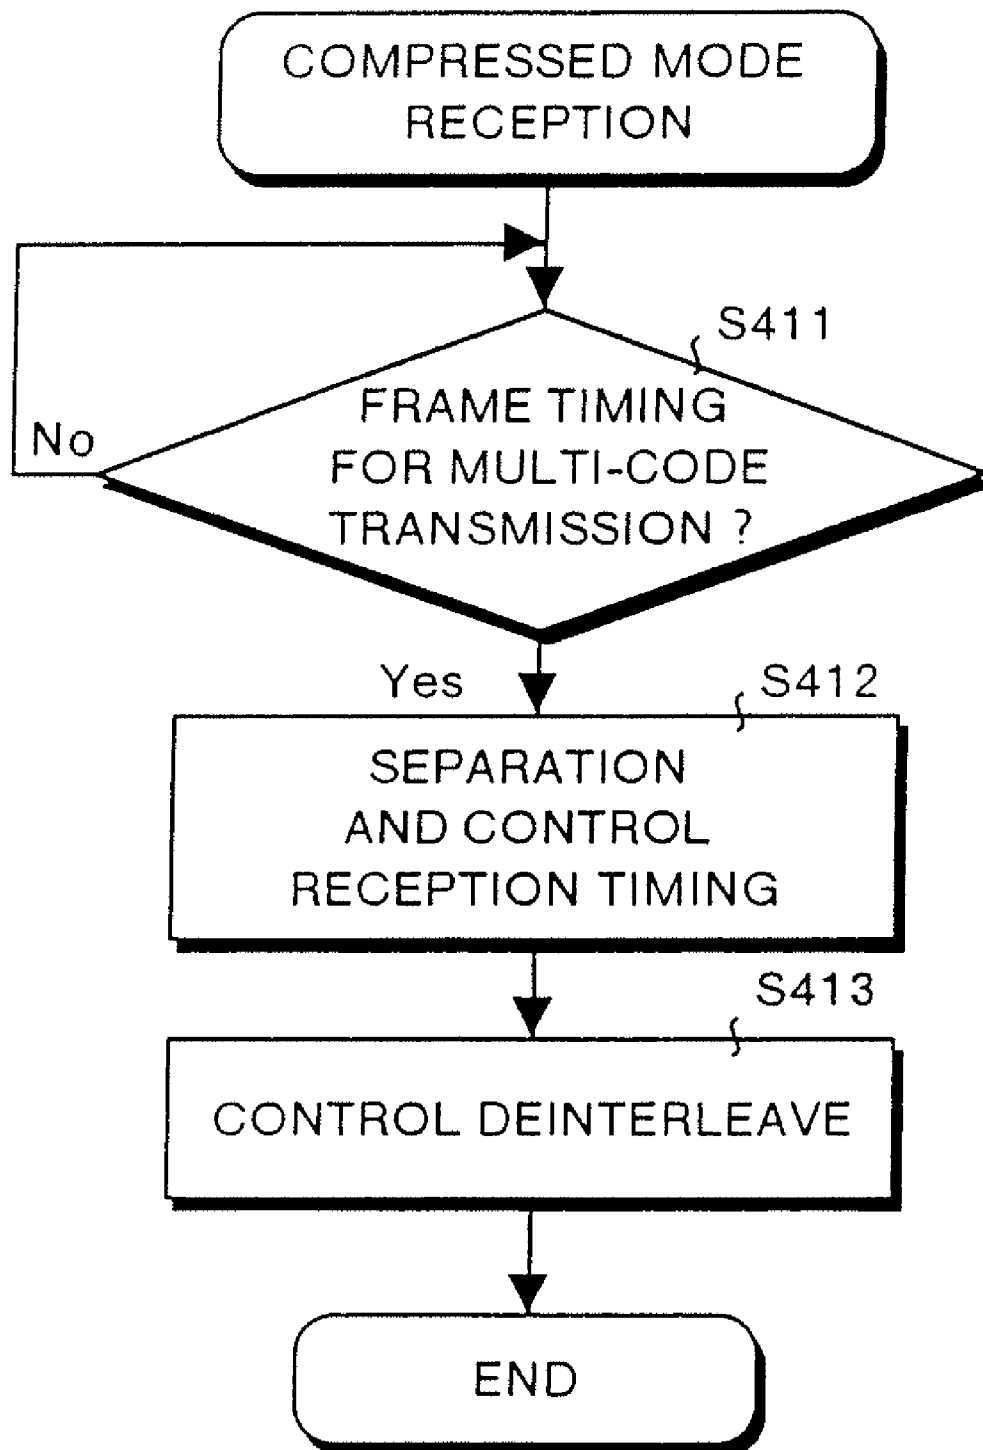 COMPRESSED MODE
RECEPTION
S411
FRAME TIMING
FOR MULTI-CODE
TRANSMISSION ?
No
Yes
S412
SEPARATION
AND CONTROL
RECEPTION TIMING
S413
CONTROL DEINTERLEAVE
END